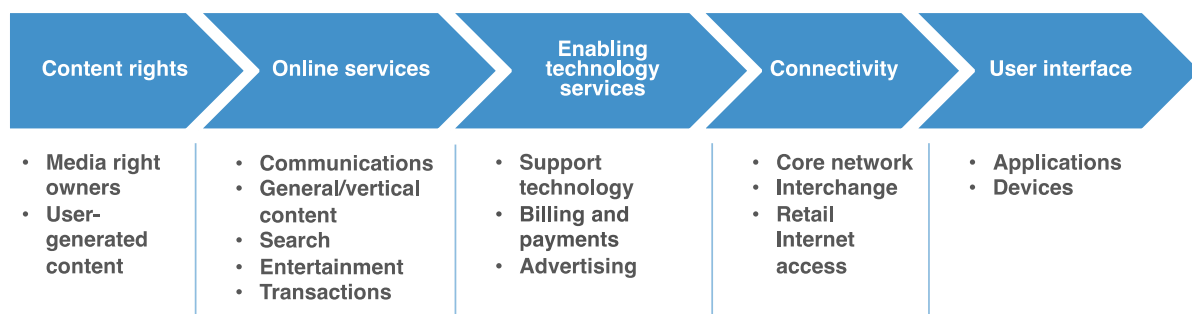 Content rights
Online services
Enabling
technology
services
Connectivity
User interface
• Media right
owners
• User-
generated
content
• Communications
• General/vertical
content
• Search
• Entertainment
• Transactions
• Support
technology
• Billing and
payments
• Advertising
• Core network
• Interchange
• Retail
Internet
access
• Applications
• Devices